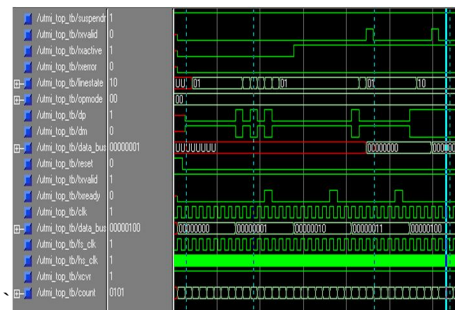 /utmi_top_tb/suspendn 1
/utmi_top_tb/rxvalid 0
/utmi_top_tb/rxactive 1
/utmi_top_tb/rxerror 0
/utmi_top_tb/linestate 10 01 01 01 10
/utmi_top_tb/opmode 00 00
/utmi_top_tb/dp 1
/utmi_top_tb/dm 0
/utmi_top_tb/data_bus 00000001 00000000
/utmi_top_tb/reset 0
/utmi_top_tb/txvalid 1
/utmi_top_tb/txready 0
/utmi_top_tb/clk 1
/utmi_top_tb/data_bus 00000100 00000000 00000001 00000010 00000011 00000100
/utmi_top_tb/fs_clk 1
/utmi_top_tb/hs_clk 1
/utmi_top_tb/xcvr 1
/utmi_top_tb/count 0101